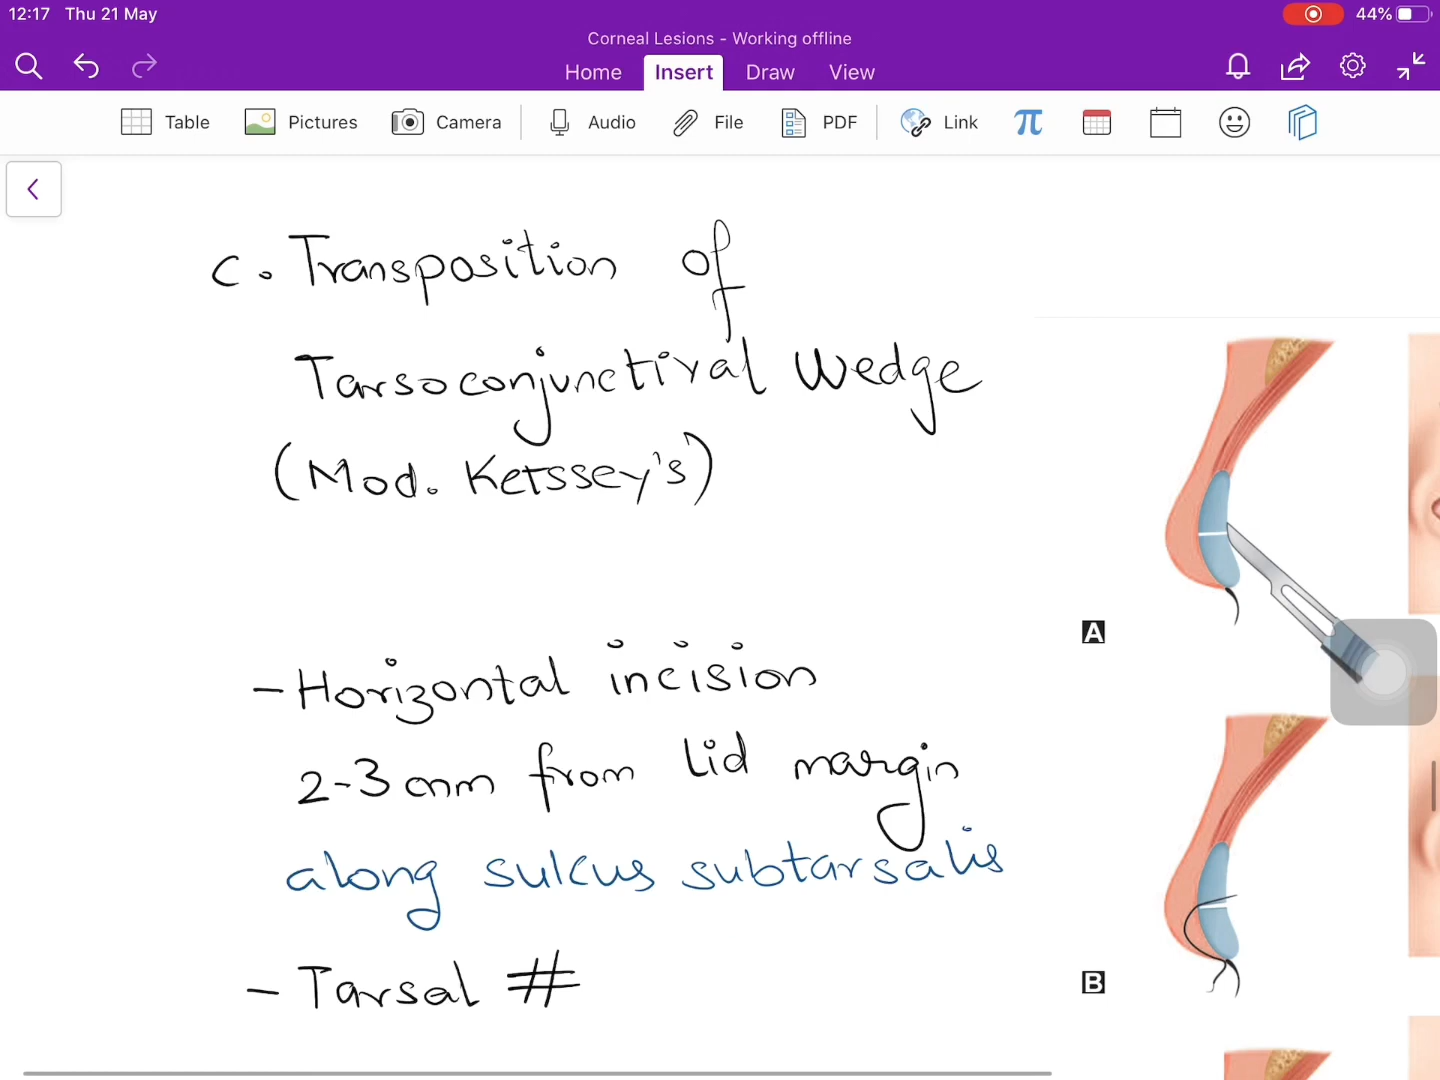 12:17 Thu 21 May
44%
Corneal Lesions - Working offline
Home Insert Draw View
Table Pictures Camera Audio File PDF Link
c. Transposition of
Tarsoconjunctival wedge
(Mod. Ketssey's)
- Horizontal incision
2-3 mm from Lid margin
along sulcus subtarsalis
- Tarsal #
A
B